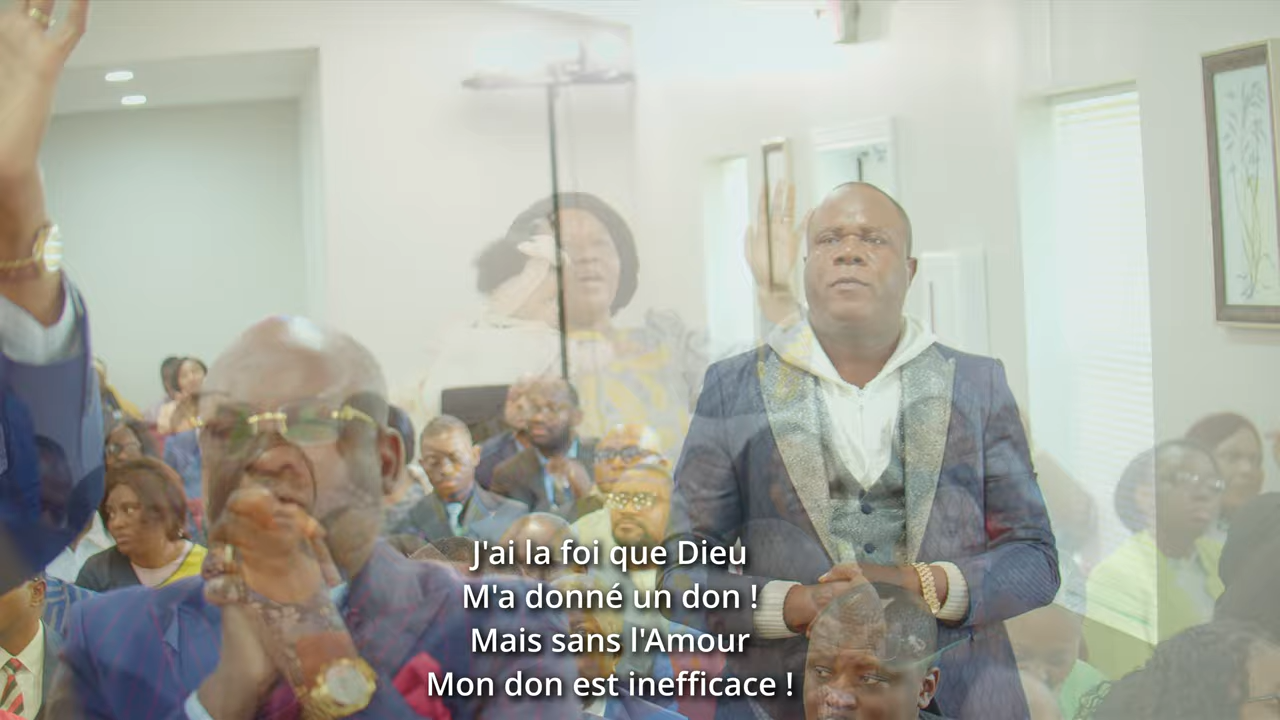 J'ai la foi que Dieu
M'a donné un don !
Mais sans l'Amour
Mon don est inefficace !